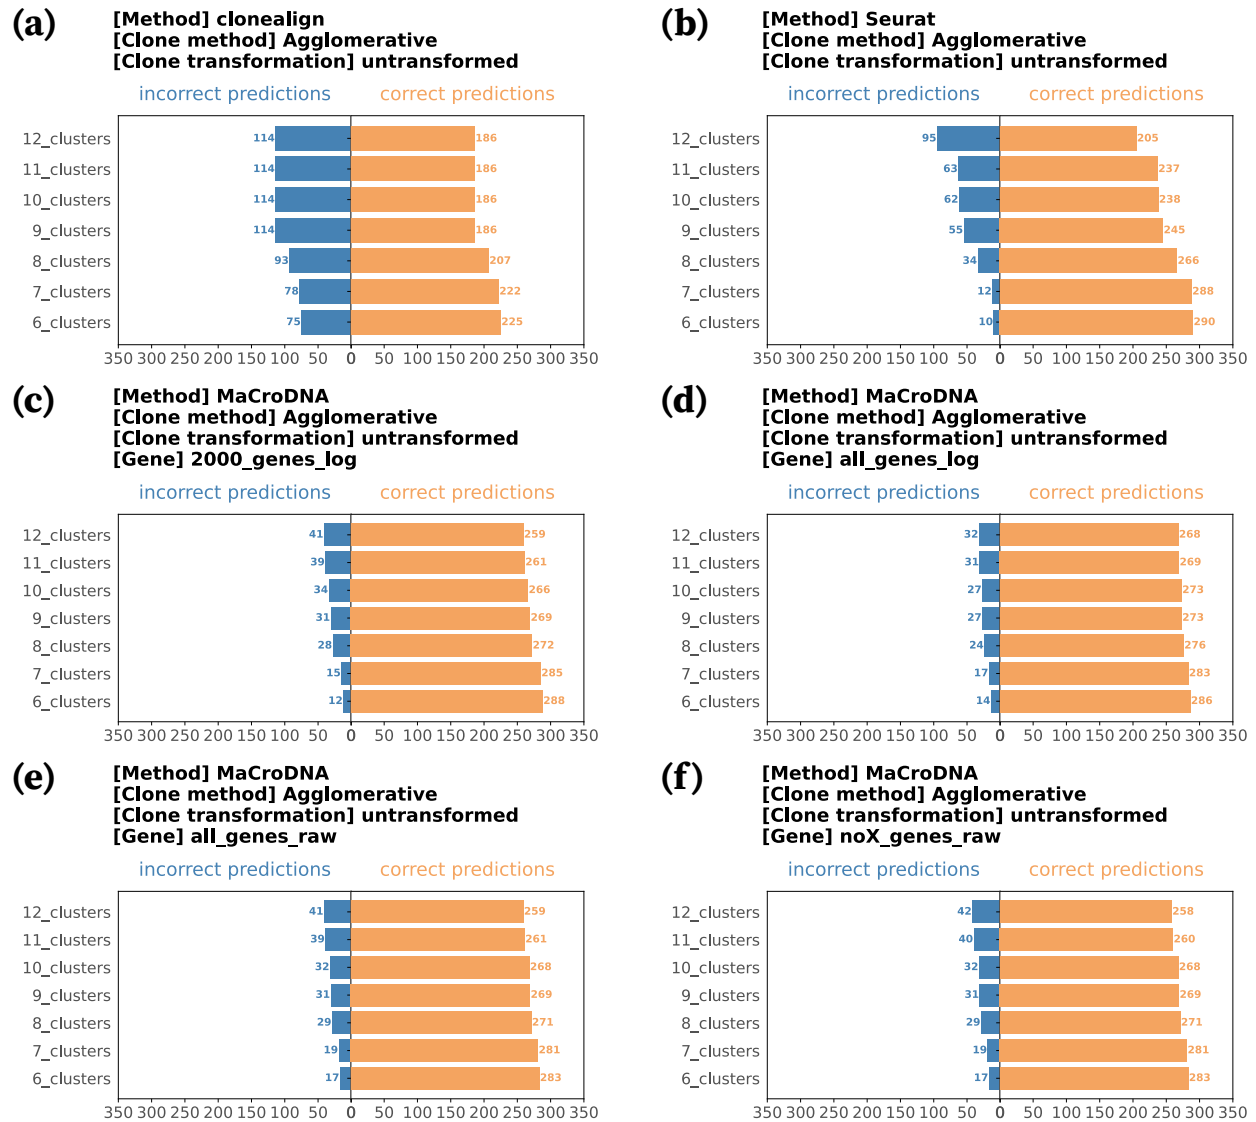 (a)
[Method] clonealign
[Clone method] Agglomerative
[Clone transformation] untransformed
incorrect predictions correct predictions
12_clusters 114 186
11_clusters 114 186
10_clusters 114 186
9_clusters 114 186
8_clusters 93 207
7_clusters 78 222
6_clusters 75 225
350 300 250 200 150 100 50 0 0 50 100 150 200 250 300 350
(b)
[Method] Seurat
[Clone method] Agglomerative
[Clone transformation] untransformed
incorrect predictions correct predictions
12_clusters 95 205
11_clusters 63 237
10_clusters 62 238
9_clusters 55 245
8_clusters 34 266
7_clusters 12 288
6_clusters 10 290
350 300 250 200 150 100 50 0 0 50 100 150 200 250 300 350
(c)
[Method] MaCroDNA
[Clone method] Agglomerative
[Clone transformation] untransformed
[Gene] 2000_genes_log
incorrect predictions correct predictions
12_clusters 41 259
11_clusters 39 261
10_clusters 34 266
9_clusters 31 269
8_clusters 28 272
7_clusters 15 285
6_clusters 12 288
350 300 250 200 150 100 50 0 0 50 100 150 200 250 300 350
(d)
[Method] MaCroDNA
[Clone method] Agglomerative
[Clone transformation] untransformed
[Gene] all_genes_log
incorrect predictions correct predictions
12_clusters 32 268
11_clusters 31 269
10_clusters 27 273
9_clusters 27 273
8_clusters 24 276
7_clusters 17 283
6_clusters 14 286
350 300 250 200 150 100 50 0 0 50 100 150 200 250 300 350
(e)
[Method] MaCroDNA
[Clone method] Agglomerative
[Clone transformation] untransformed
[Gene] all_genes_raw
incorrect predictions correct predictions
12_clusters 41 259
11_clusters 39 261
10_clusters 32 268
9_clusters 31 269
8_clusters 29 271
7_clusters 19 281
6_clusters 17 283
350 300 250 200 150 100 50 0 0 50 100 150 200 250 300 350
(f)
[Method] MaCroDNA
[Clone method] Agglomerative
[Clone transformation] untransformed
[Gene] noX_genes_raw
incorrect predictions correct predictions
12_clusters 42 258
11_clusters 40 260
10_clusters 32 268
9_clusters 31 269
8_clusters 29 271
7_clusters 19 281
6_clusters 17 283
350 300 250 200 150 100 50 0 0 50 100 150 200 250 300 350